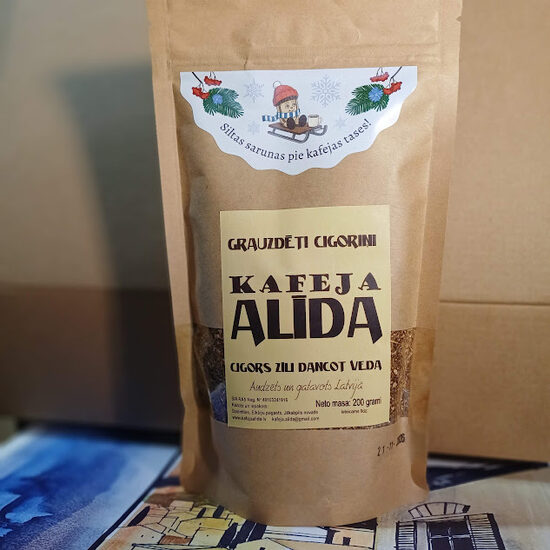 Siltas sarunas pie kafejas tases!
GRAUZDĒTI CIGORIŅI
KAFEJA
ALĪDA
CIGORS ZILI DANCOT VEDA
Audzēts un gatavots Latvijā
Neto masa: 200 grami